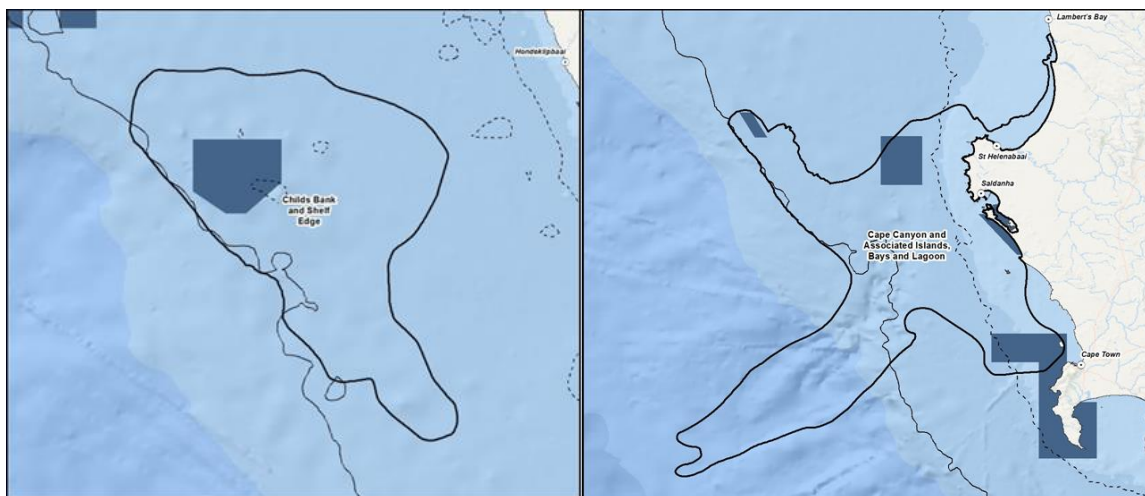 Hondeklipbaai
Childs Bank
and Shelf
Edge
Lambert's Bay
St Helenabaai
Saldanha
Cape Canyon and
Associated Islands,
Bays and Lagoon
Cape Town